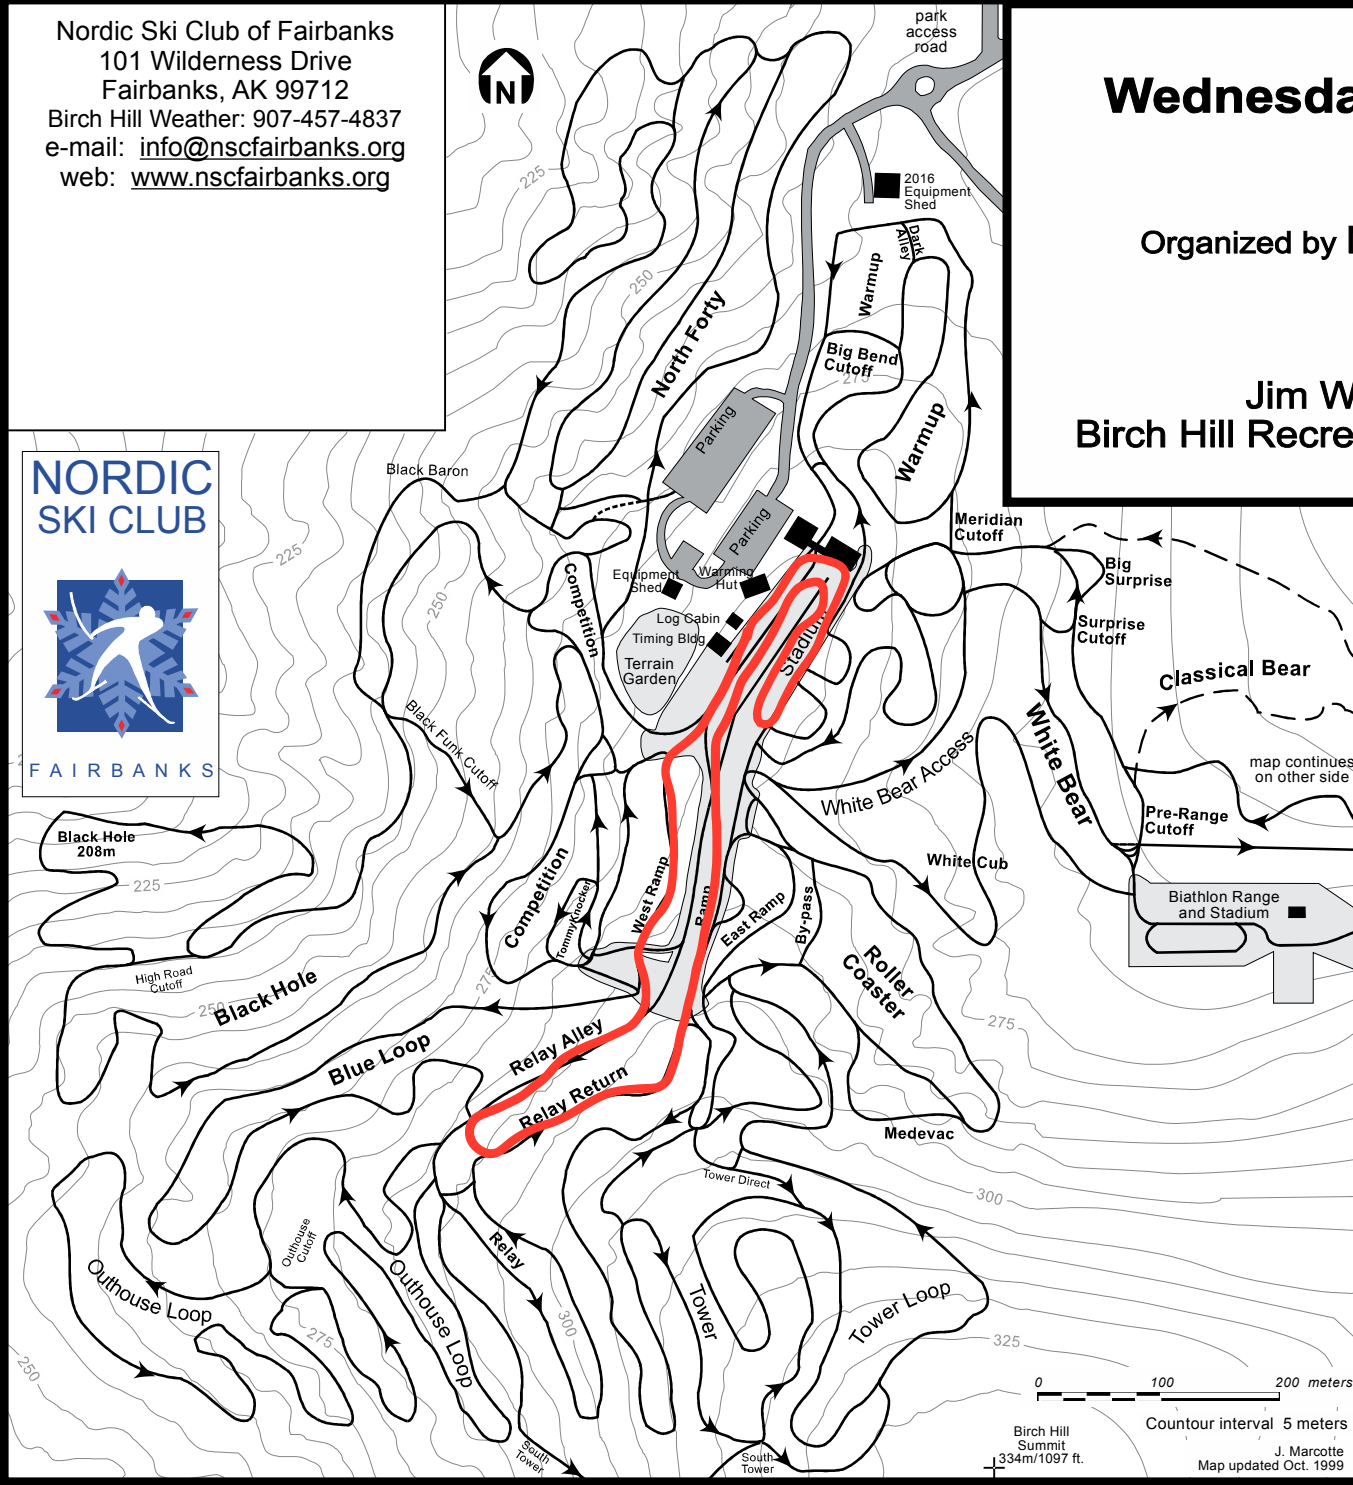 Nordic Ski Club of Fairbanks
101 Wilderness Drive
Fairbanks, AK 99712
Birch Hill Weather: 907-457-4837
e-mail: info@nscfairbanks.org
web: www.nscfairbanks.org
N
park
access
road
Wednesda
Organized by
Jim W
Birch Hill Recre
2016
Equipment
Shed
Dark
Alley
Warmup
225
250
North Forty
Big Bend
Cutoff
275
Parking
Warmup
NORDIC
SKI CLUB
FAIRBANKS
Black Baron
225
250
Parking
Meridian
Cutoff
Big
Surprise
Surprise
Cutoff
Competition
Equipment
Shed
Warming
Hut
Log Cabin
Timing Bldg
Terrain
Garden
Stadium
Classical Bear
Black Funk Cutoff
White Bear
White Bear Access
map continues
on other side
Black Hole
208m
225
Pre-Range
Cutoff
White Cub
Competition
TommyKnocker
West Ramp
Ramp
East Ramp
By-pass
Biathlon Range
and Stadium
Roller
Coaster
High Road
Cutoff
250
Black Hole
275
275
Blue Loop
Relay Alley
Relay Return
Medevac
Tower Direct
300
Outhouse
Cutoff
Relay
Outhouse Loop
Outhouse Loop
275
300
Tower
Tower Loop
325
250
0 100 200 meters
Countour interval 5 meters
South
Tower
South
Tower
Birch Hill
Summit
334m/1097 ft.
J. Marcotte
Map updated Oct. 1999